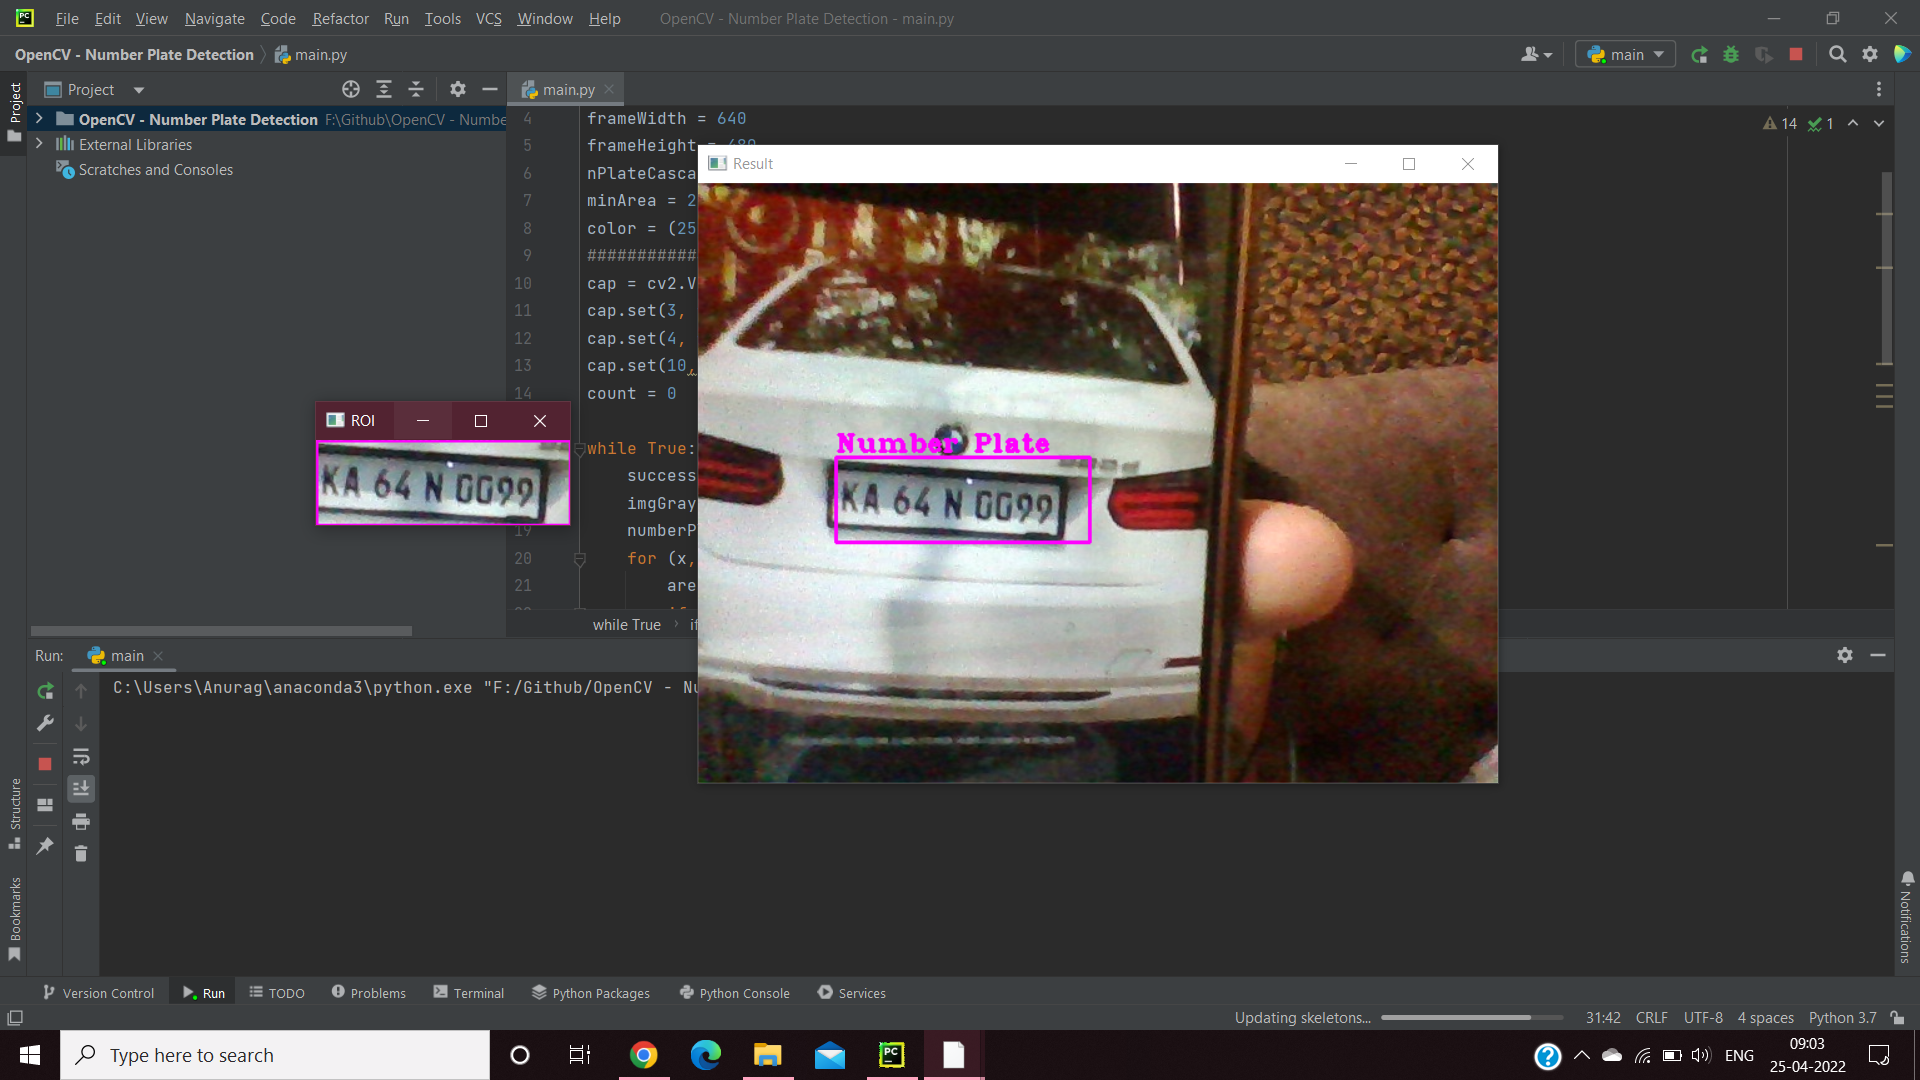 File Edit View Navigate Code Refactor Run Tools VCS Window Help OpenCV - Number Plate Detection - main.py
OpenCV - Number Plate Detection main.py
main
Project
main.py
Project
OpenCV - Number Plate Detection F:\Github\OpenCV - Numbe
External Libraries
Scratches and Consoles
14 1
4 frameWidth = 640
5 frameHeight = 480
6 nPlateCasca
7 minArea = 2
8 color = (25
9 ###########
10 cap = cv2.V
11 cap.set(3,
12 cap.set(4,
13 cap.set(10,
14 count = 0
while True:
success
imgGray
19 numberP
20 for (x,
21 are
while True
Result
Number Plate
KA 64 N 0099
ROI
KA 64 N 0099
Run: main
C:\Users\Anurag\anaconda3\python.exe "F:/Github/OpenCV - Nu
Structure
Bookmarks
Notifications
Version Control Run TODO Problems Terminal Python Packages Python Console Services
Updating skeletons... 31:42 CRLF UTF-8 4 spaces Python 3.7
Type here to search
PC
ENG
09:03
25-04-2022